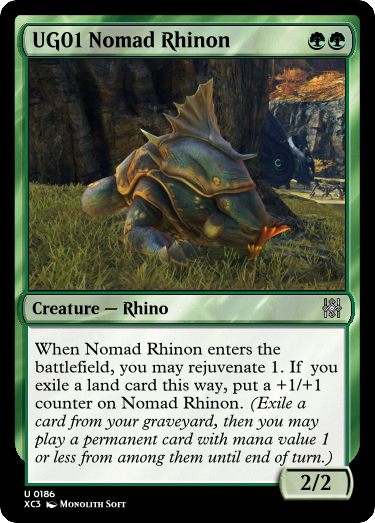 UG01 Nomad Rhinon
Creature — Rhino
When Nomad Rhinon enters the
battlefield, you may rejuvenate 1. If  you
exile a land card this way, put a +1/+1
counter on Nomad Rhinon. (Exile a
card from your graveyard, then you may
play a permanent card with mana value 1
or less from among them until end of turn.)
2/2
U 0186
XC3 Monolith Soft